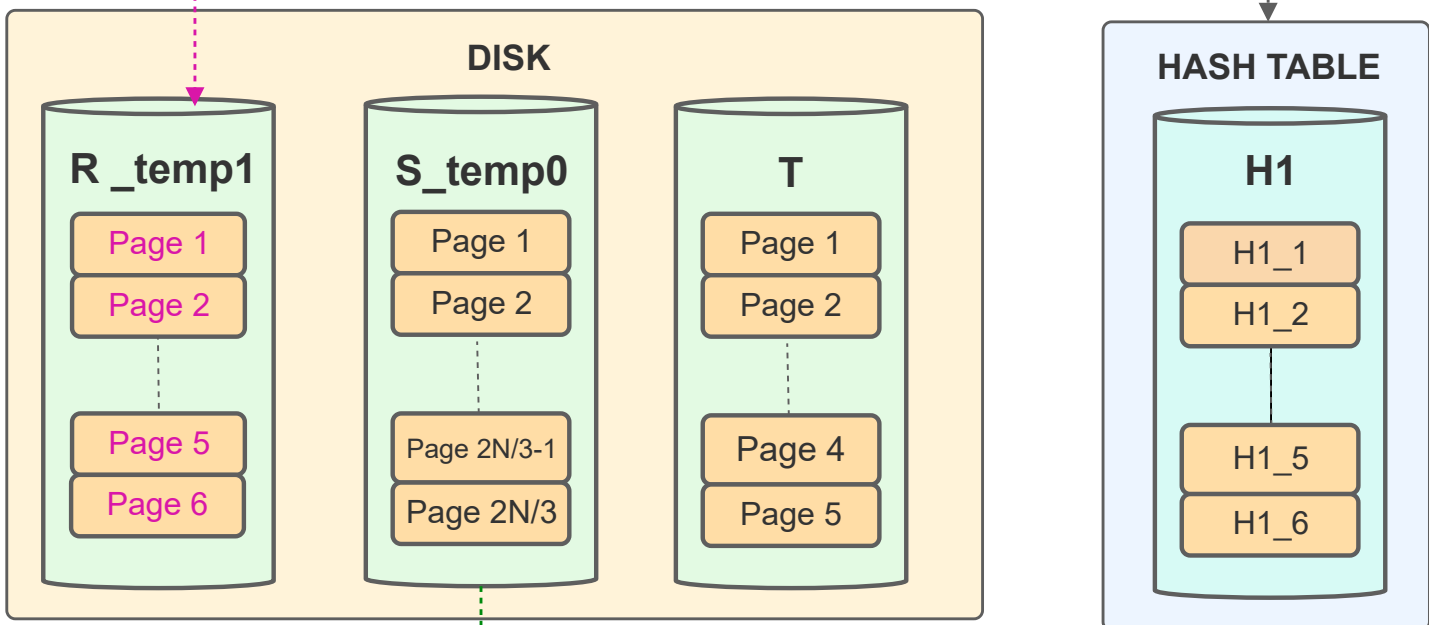 DISK
R _temp1
Page 1
Page 2
Page 5
Page 6
S_temp0
Page 1
Page 2
Page 2N/3-1
Page 2N/3
T
Page 1
Page 2
Page 4
Page 5
HASH TABLE
H1
H1_1
H1_2
H1_5
H1_6